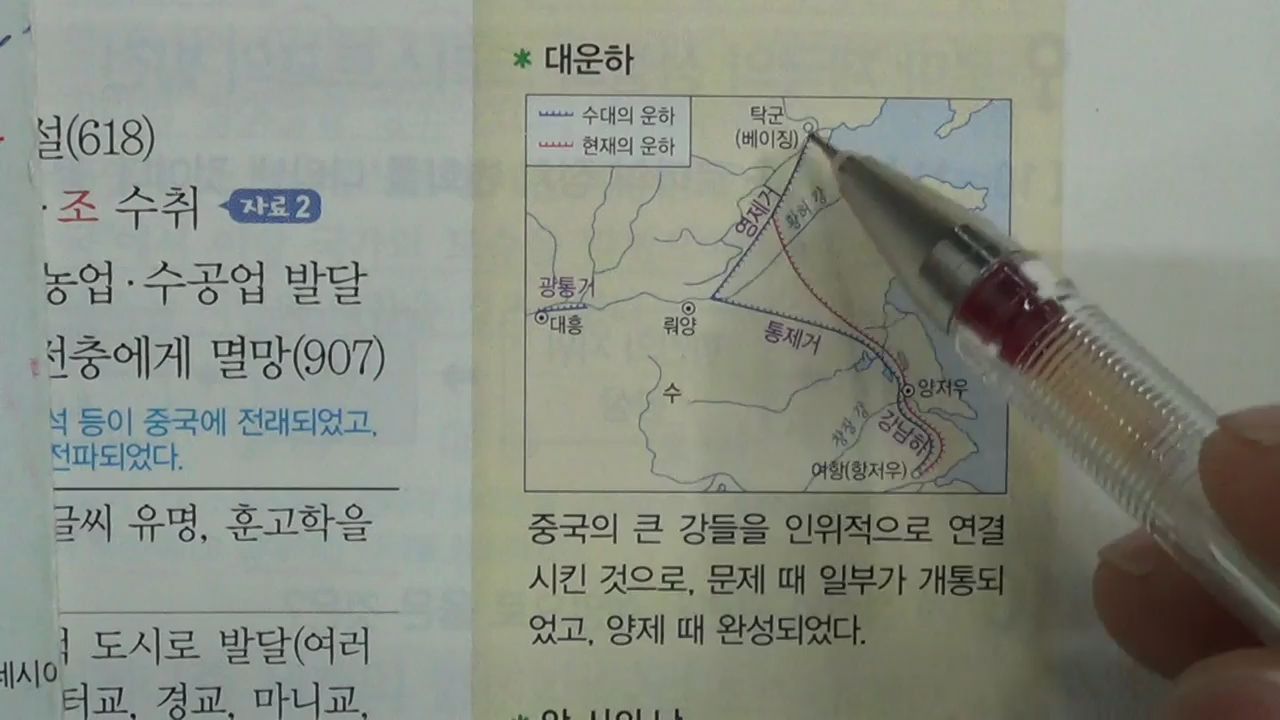 설(618)
· 조 수취 자료 2
농업·수공업 발달
전충에게 멸망(907)
석 등이 중국에 전래되었고,
전파되었다.
글씨 유명, 훈고학을
도시로 발달(여러
네시아
터교, 경교, 마니교,
* 대운하
수대의 운하
현재의 운하
탁군
(베이징)
영제거
황허 강
광통거
대흥
뤄양
통제거
수
양저우
창장 강
강남하
여항(항저우)
중국의 큰 강들을 인위적으로 연결
시킨 것으로, 문제 때 일부가 개통되
었고, 양제 때 완성되었다.